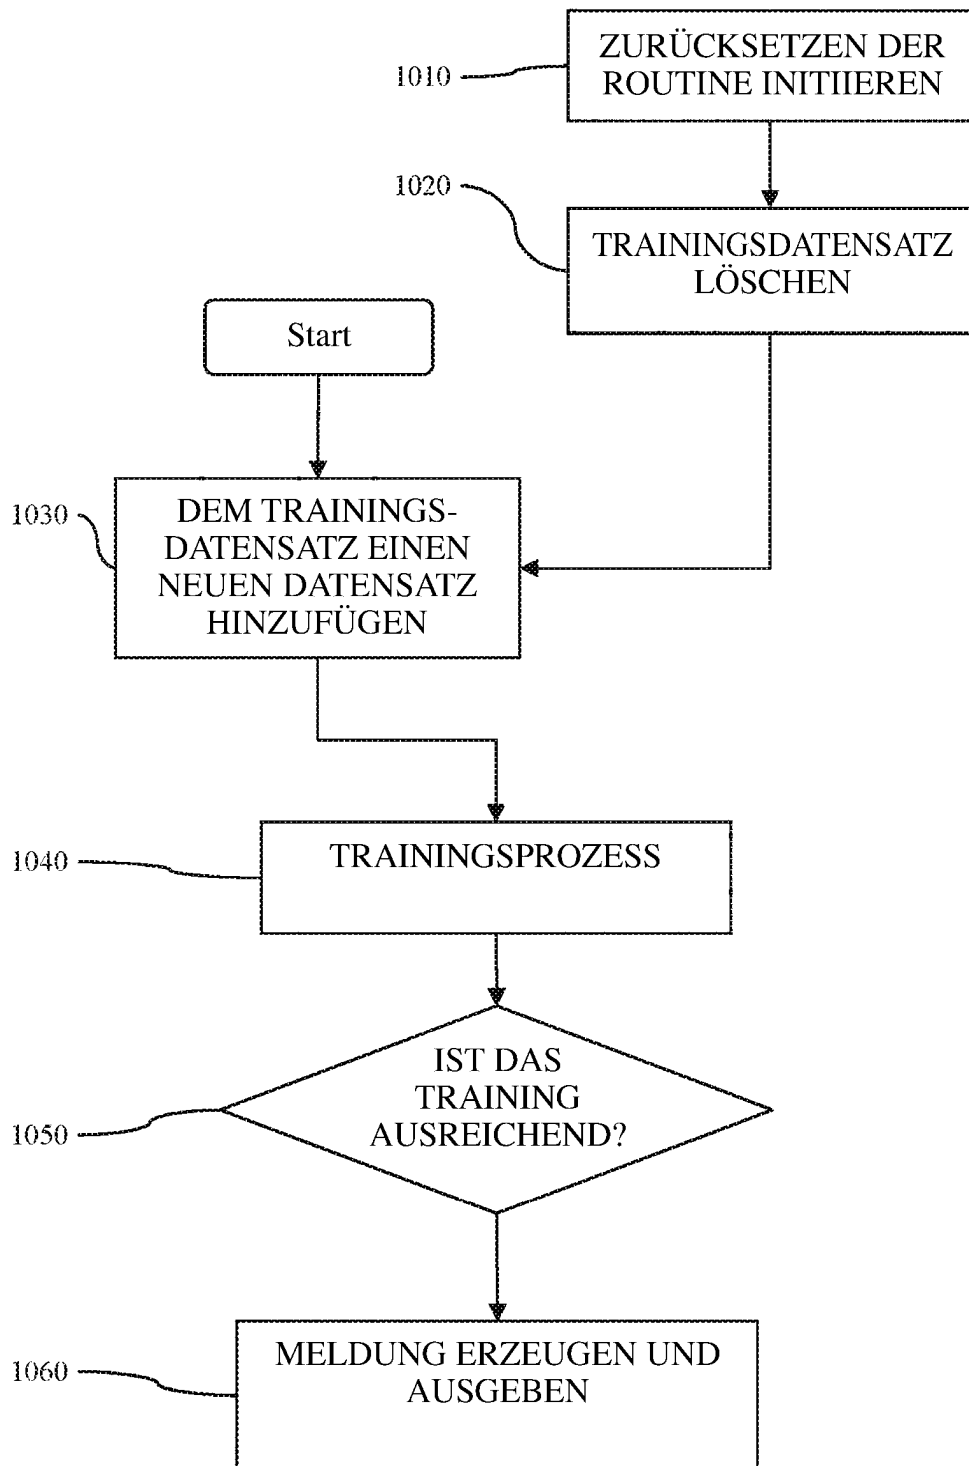 1010
ZURÜCKSETZEN DER
ROUTINE INITIIEREN
1020
TRAININGSDATENSATZ
LÖSCHEN
Start
1030
DEM TRAININGS-
DATENSATZ EINEN
NEUEN DATENSATZ
HINZUFÜGEN
1040
TRAININGSPROZESS
1050
IST DAS
TRAINING
AUSREICHEND?
1060
MELDUNG ERZEUGEN UND
AUSGEBEN